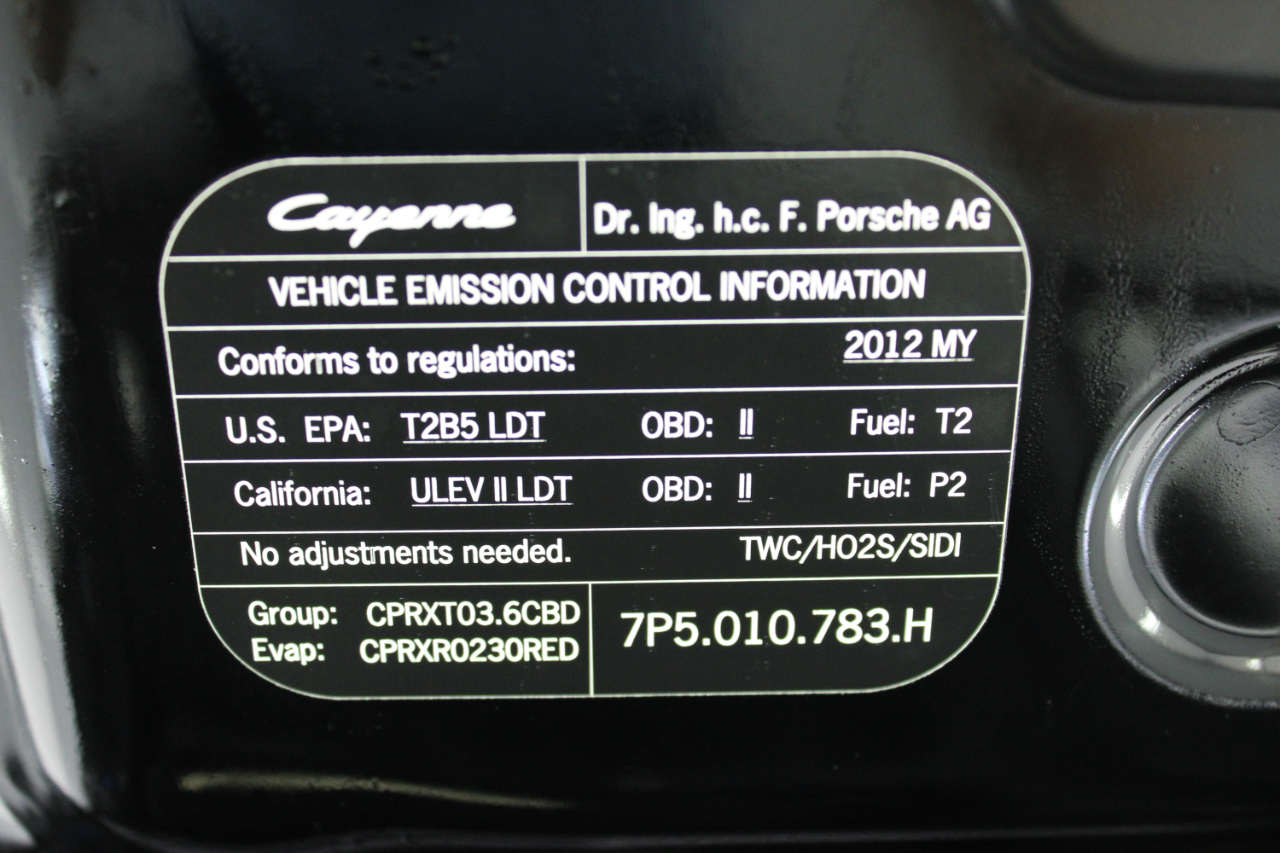 Cayenne Dr. Ing. h.c. F. Porsche AG
VEHICLE EMISSION CONTROL INFORMATION
Conforms to regulations: 2012 MY
U.S. EPA: T2B5 LDT OBD: II Fuel: T2
California: ULEV II LDT OBD: II Fuel: P2
No adjustments needed. TWC/HO2S/SIDI
Group: CPRXT03.6CBD
Evap: CPRXR0230RED
7P5.010.783.H